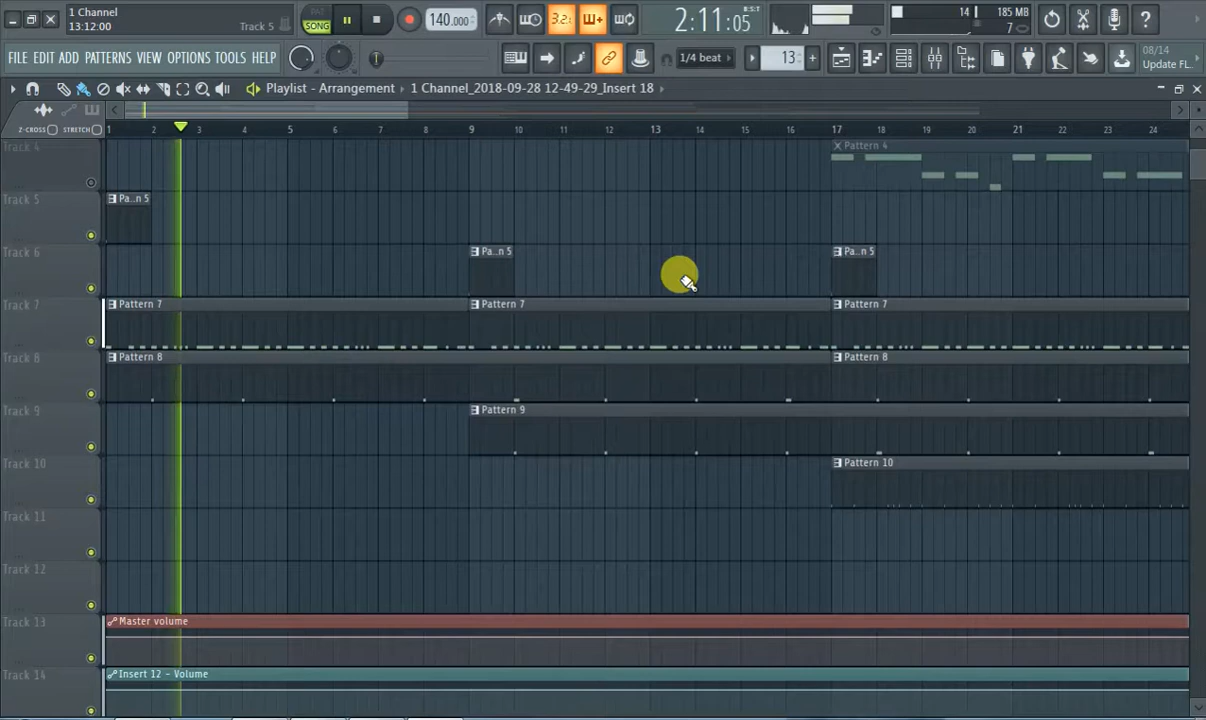 1 Channel
13:12:00
Track 5
PAT
SONG
140.000
3.2.1
2:11:05
B:S:T
14
185 MB
7
FILE EDIT ADD PATTERNS VIEW OPTIONS TOOLS HELP
1/4 beat
13
08/14
Update FL..
Playlist - Arrangement
1 Channel_2018-09-28 12-49-29_Insert 18
Z-CROSS
STRETCH
1 2 3 4 5 6 7 8 9 10 11 12 13 14 15 16 17 18 19 20 21 22 23 24
Track 4
Pattern 4
Track 5
Pa..n 5
Track 6
Pa..n 5
Pa..n 5
Track 7
Pattern 7
Pattern 7
Pattern 7
Track 8
Pattern 8
Pattern 8
Track 9
Pattern 9
Track 10
Pattern 10
Track 11
Track 12
Track 13
Master volume
Track 14
Insert 12 - Volume